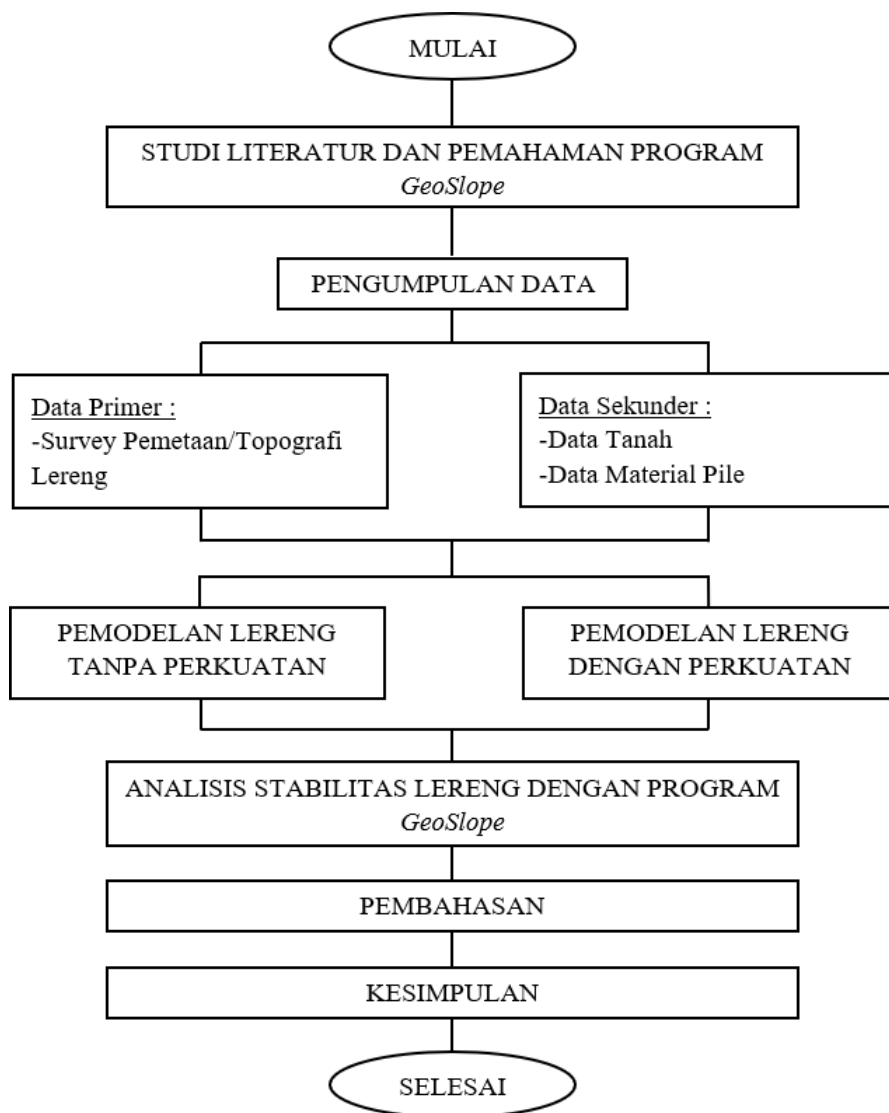 MULAI
STUDI LITERATUR DAN PEMAHAMAN PROGRAM
GeoSlope
PENGUMPULAN DATA
Data Primer :
-Survey Pemetaan/Topografi
Lereng
Data Sekunder :
-Data Tanah
-Data Material Pile
PEMODELAN LERENG
TANPA PERKUATAN
PEMODELAN LERENG
DENGAN PERKUATAN
ANALISIS STABILITAS LERENG DENGAN PROGRAM
GeoSlope
PEMBAHASAN
KESIMPULAN
SELESAI